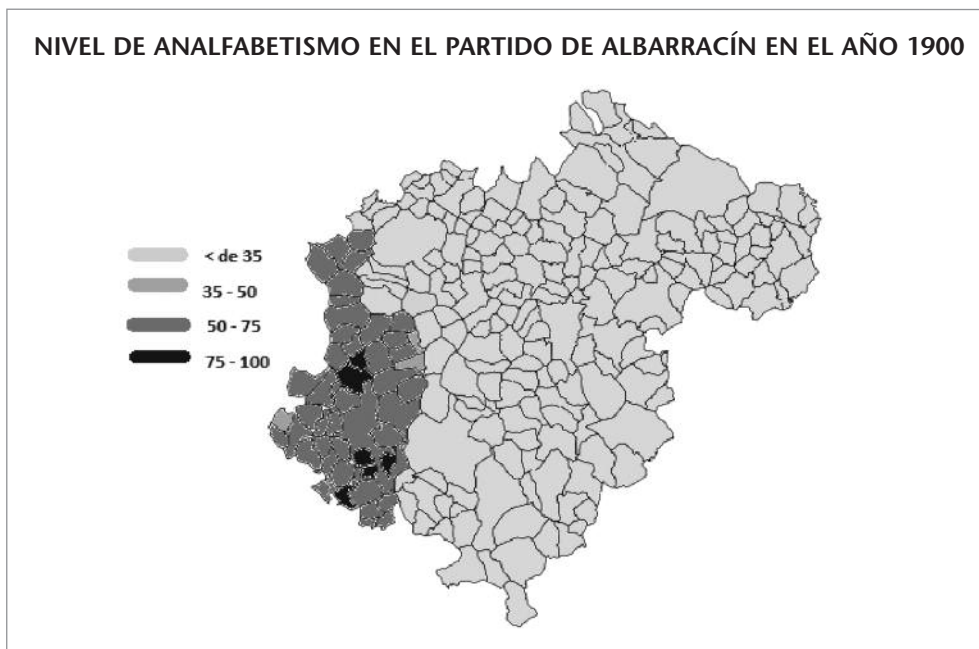 NIVEL DE ANALFABETISMO EN EL PARTIDO DE ALBARRACÍN EN EL AÑO 1900
< de 35
35 - 50
50 - 75
75 - 100